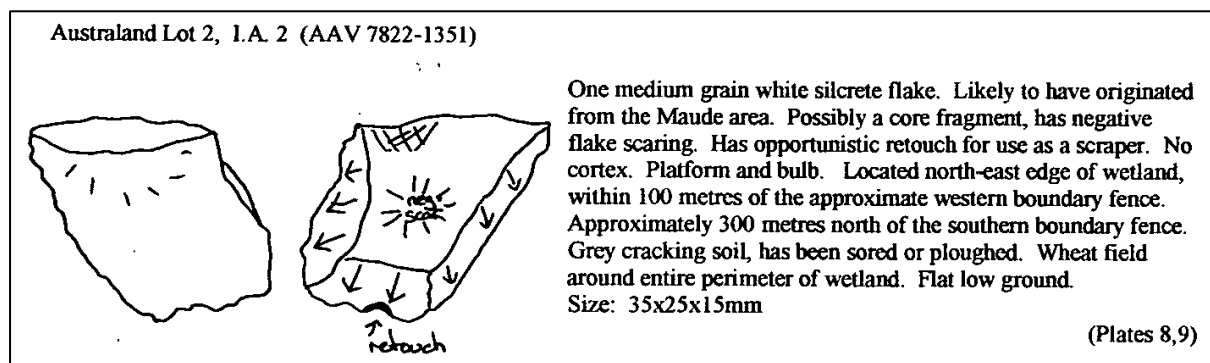 Australand Lot 2, I.A. 2 (AAV 7822-1351)
One medium grain white silcrete flake. Likely to have originated
from the Maude area. Possibly a core fragment, has negative
flake scaring. Has opportunistic retouch for use as a scraper. No
cortex. Platform and bulb. Located north-east edge of wetland,
within 100 metres of the approximate western boundary fence.
Approximately 300 metres north of the southern boundary fence.
Grey cracking soil, has been sored or ploughed. Wheat field
around entire perimeter of wetland. Flat low ground.
Size: 35x25x15mm
(Plates 8,9)
neg
scar
retouch